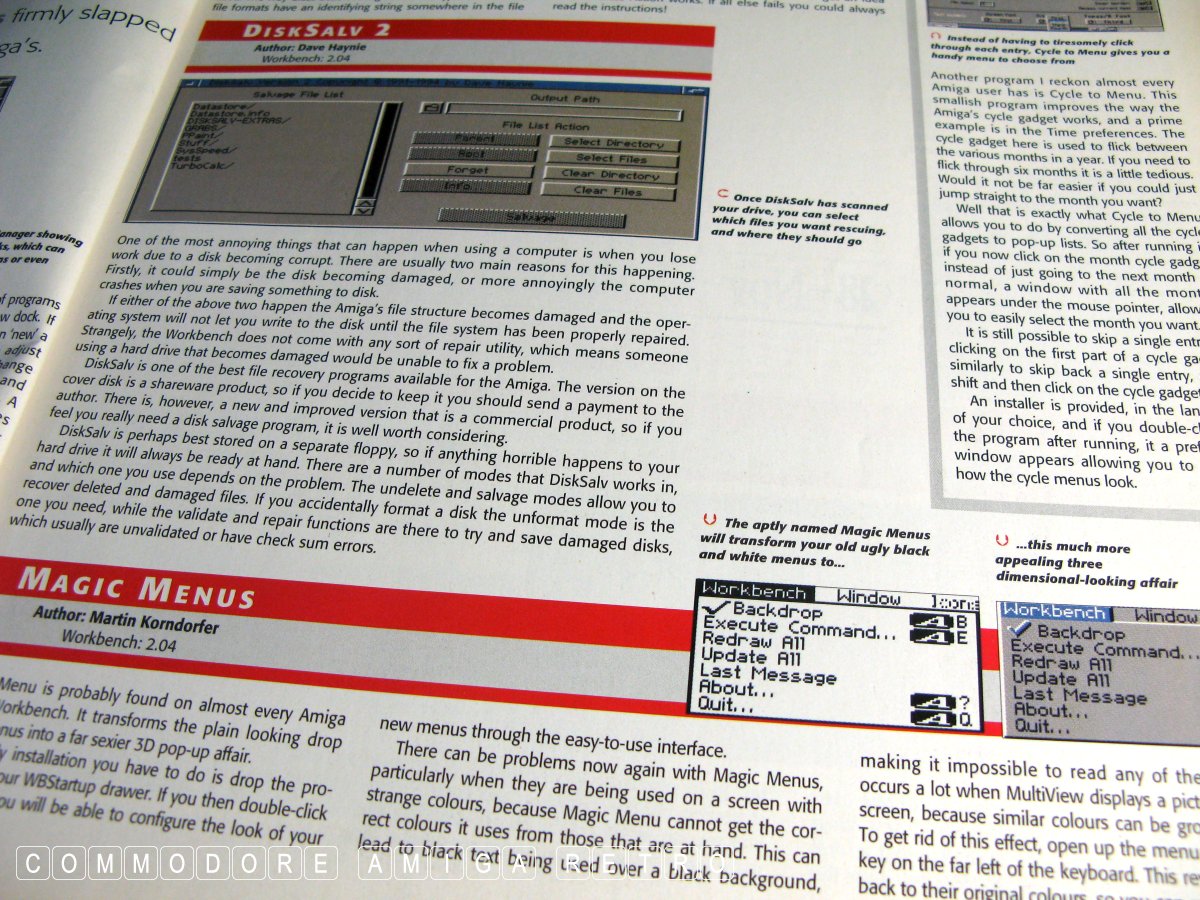 s firmly slapped
ga's.
anager showing
ks, which can
ns or even
of programs
w dock. If
n 'new' a
adjust
ange
and
A
es
file formats have an identifying string somewhere in the file
read the instructions!
If all else fails you could always
DISKSALV 2
Author: Dave Haynie
Workbench: 2.04
Salvage File List
Datastore/
Datastore.info
DISKSALV-EXTRAS/
GRABS/
PPaint/
Stuff/
SysSpeed/
tests
TurboCalc/
Output Path
File List Action
Parent
Root
Forget
Info
Select Directory
Select Files
Clear Directory
Clear Files
Salvage
Once DiskSalv has scanned
your drive, you can select
which files you want rescuing,
and where they should go
One of the most annoying things that can happen when using a computer is when you lose
work due to a disk becoming corrupt. There are usually two main reasons for this happening.
Firstly, it could simply be the disk becoming damaged, or more annoyingly the computer
crashes when you are saving something to disk.
If either of the above two happen the Amiga's file structure becomes damaged and the oper-
ating system will not let you write to the disk until the file system has been properly repaired.
Strangely, the Workbench does not come with any sort of repair utility, which means someone
using a hard drive that becomes damaged would be unable to fix a problem.
DiskSalv is one of the best file recovery programs available for the Amiga. The version on the
cover disk is a shareware product, so if you decide to keep it you should send a payment to the
author. There is, however, a new and improved version that is a commercial product, so if you
feel you really need a disk salvage program, it is well worth considering.
DiskSalv is perhaps best stored on a separate floppy, so if anything horrible happens to your
hard drive it will always be ready at hand. There are a number of modes that DiskSalv works in,
and which one you use depends on the problem. The undelete and salvage modes allow you to
recover deleted and damaged files. If you accidentally format a disk the unformat mode is the
one you need, while the validate and repair functions are there to try and save damaged disks,
which usually are unvalidated or have check sum errors.
Instead of having to tiresomely click
through each entry, Cycle to Menu gives you a
handy menu to choose from
Another program I reckon almost every
Amiga user has is Cycle to Menu. This
smallish program improves the way the
Amiga's cycle gadget works, and a prime
example is in the Time preferences. The
cycle gadget here is used to flick between
the various months in a year. If you need to
flick through six months it is a little tedious.
Would it not be far easier if you could just
jump straight to the month you want?
Well that is exactly what Cycle to Menu
allows you to do by converting all the cycle
gadgets to pop-up lists. So after running i
if you now click on the month cycle gadg
instead of just going to the next month
normal, a window with all the mont
appears under the mouse pointer, allow
you to easily select the month you want.
It is still possible to skip a single entr
clicking on the first part of a cycle ga
similarly to skip back a single entry,
shift and then click on the cycle gadget
An installer is provided, in the lan
of your choice, and if you double-cl
the program after running, it a pref
window appears allowing you to
how the cycle menus look.
MAGIC MENUS
Author: Martin Korndorfer
Workbench: 2.04
The aptly named Magic Menus
will transform your old ugly black
and white menus to...
...this much more
appealing three
dimensional-looking affair
Workbench Window Icons
Backdrop B
Execute Command... E
Redraw All
Update All
Last Message
About... ?
Quit... Q
Workbench Window
Backdrop
Execute Command...
Redraw All
Update All
Last Message
About...
Quit...
Menu is probably found on almost every Amiga
Workbench. It transforms the plain looking drop
nus into a far sexier 3D pop-up affair.
y installation you have to do is drop the pro-
our WBStartup drawer. If you then double-click
ou will be able to configure the look of your
new menus through the easy-to-use interface.
There can be problems now again with Magic Menus,
particularly when they are being used on a screen with
strange colours, because Magic Menu cannot get the cor-
rect colours it uses from those that are at hand. This can
lead to black text being used over a black background,
making it impossible to read any of the
occurs a lot when MultiView displays a pict
screen, because similar colours can be gro
To get rid of this effect, open up the menu
key on the far left of the keyboard. This re
back to their original colours, so you can
COMMODORE AMIGA RETRO